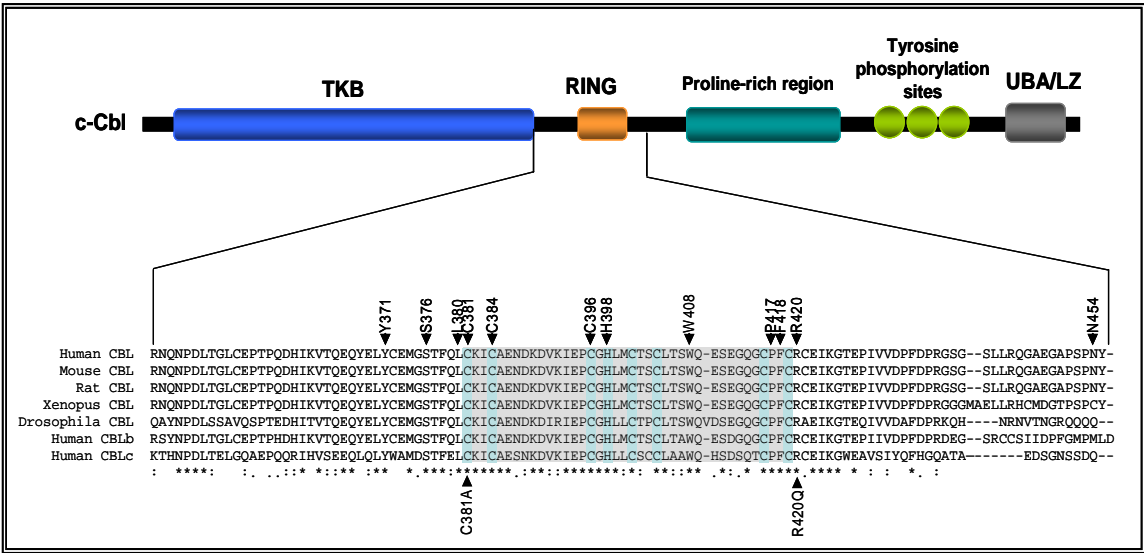 Tyrosine
phosphorylation
sites
TKB
RING
Proline-rich region
UBA/LZ
c-Cbl
Y371
S376
L380
C381
C384
C396
H398
W408
P417
F418
R420
N454
Human CBL RNQNPDLTGLCEPTPQDHIKVTQEQYELYCEMGSTFQLCKICAENDKDVKIEPCGHLMCTSCLTSWQ-ESEGQGCPFCRCEIKGTEPIVVDPFDPRGSG--SLLRQGAEGAPSPNY-
Mouse CBL RNQNPDLTGLCEPTPQDHIKVTQEQYELYCEMGSTFQLCKICAENDKDVKIEPCGHLMCTSCLTSWQ-ESEGQGCPFCRCEIKGTEPIVVDPFDPRGSG--SLLRQGAEGAPSPNY-
Rat CBL RNQNPDLTGLCEPTPQDHIKVTQEQYELYCEMGSTFQLCKICAENDKDVKIEPCGHLMCTSCLTSWQ-ESEGQGCPFCRCEIKGTEPIVVDPFDPRGSG--SLLRQGAEGAPSPNY-
Xenopus CBL RNQNPDLTGLCEPTPQDHIKVTQEQYELYCEMGSTFQLCKICAENDKDVKIEPCGHLMCTSCLTSWQ-ESEGQGCPFCRCEIKGTEPIVVDPFDPRGGGMAELLRHCMDGTPSPCY-
Drosophila CBL QAYNPDLSSAVQSPTEDHITVTQEQYELYCEMGSTFQLCKICAENDKDIRIEPCGHLLCTPCLTSWQVDSEGQGCPFCRAEIKGTEQIVVDAFDPRKQH----NRNVTNGRQQQQ--
Human CBLb RSYNPDLTGLCEPTPHDHIKVTQEQYELYCEMGSTFQLCKICAENDKDVKIEPCGHLMCTSCLTAWQ-ESDGQGCPFCRCEIKGTEPIIVDPFDPRDEG-SRCCSIIDPFGMPMLD
Human CBLc KTHNPDLTELGQAEPQQRIHVSEEQLQLYWAMDSTFELCKICAESNKDVKIEPCGHLLCSCCLAAWQ-HSDSQTCPFCRCEIKGWEAVSIYQFHGQATA------EDSGNSSDQ--
C381A
R420Q